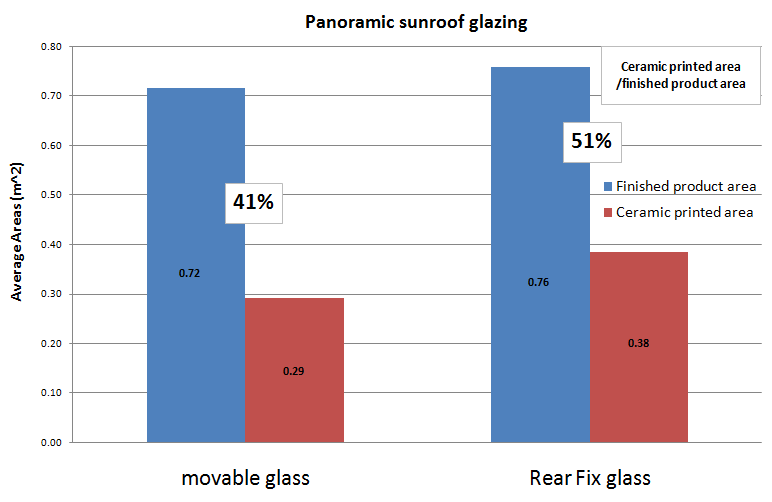 Panoramic sunroof glazing
Ceramic printed area
/finished product area
Average Areas (m^2)
0.80
0.70
0.60
0.50
0.40
0.30
0.20
0.10
0.00
41%
51%
0.72
0.29
0.76
0.38
Finished product area
Ceramic printed area
movable glass
Rear Fix glass